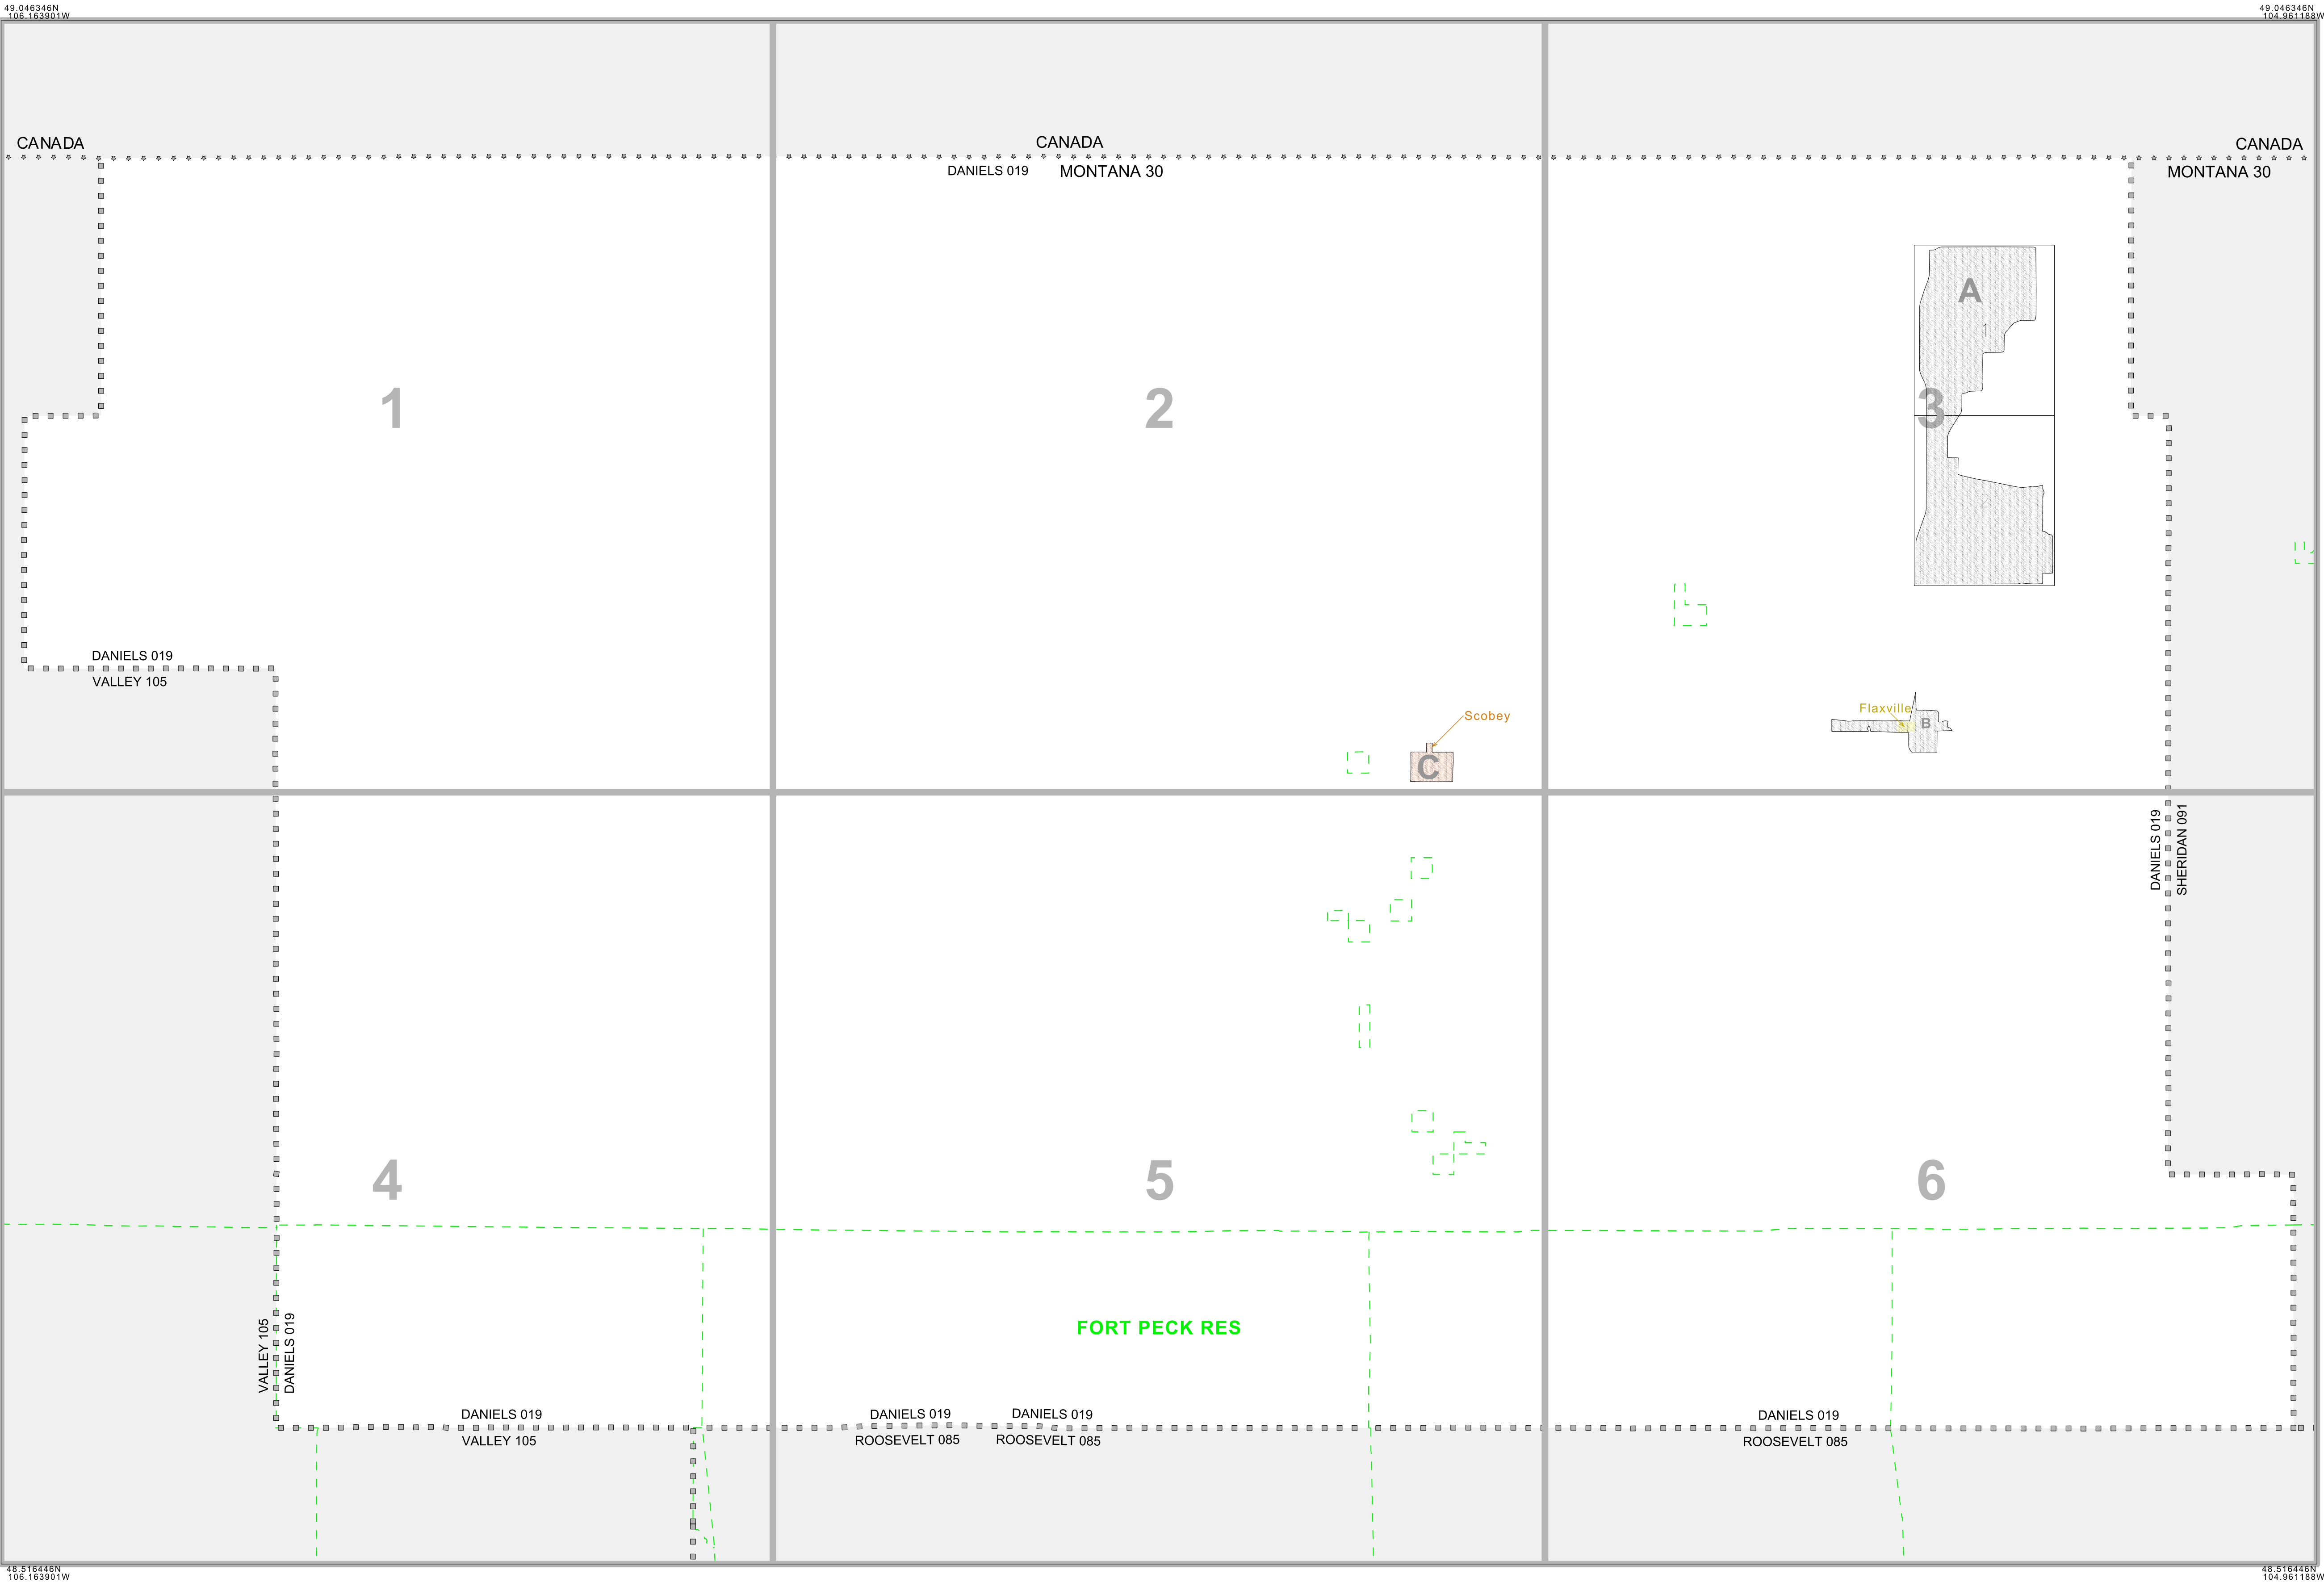 49.046346N
106.163901W
49.046346N
104.961188W
CANADA
CANADA
CANADA
DANIELS 019
MONTANA 30
MONTANA 30
A
1
1
2
3
2
DANIELS 019
VALLEY 105
Scobey
Flaxville
B
C
DANIELS 019
SHERIDAN 091
4
5
6
FORT PECK RES
VALLEY 105
DANIELS 019
DANIELS 019
VALLEY 105
DANIELS 019
ROOSEVELT 085
DANIELS 019
ROOSEVELT 085
DANIELS 019
ROOSEVELT 085
48.516446N
106.163901W
48.516446N
104.961188W